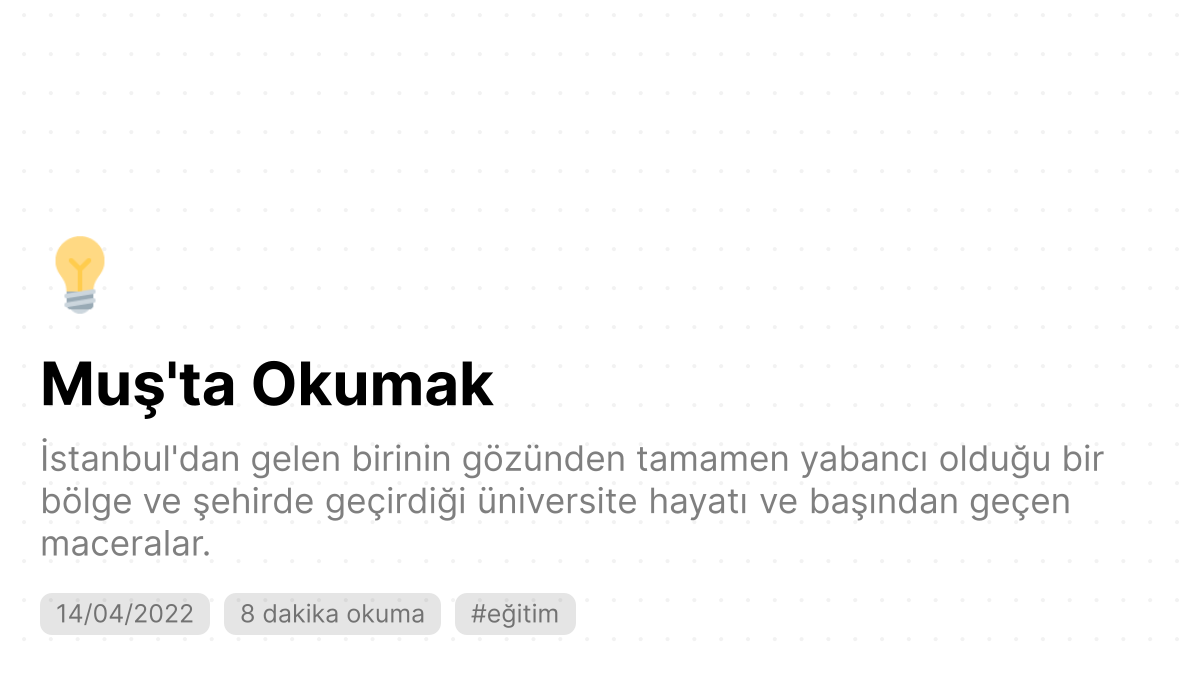 Muş'ta Okumak
İstanbul'dan gelen birinin gözünden tamamen yabancı olduğu bir
bölge ve şehirde geçirdiği üniversite hayatı ve başından geçen
maceralar.
14/04/2022 8 dakika okuma #eğitim